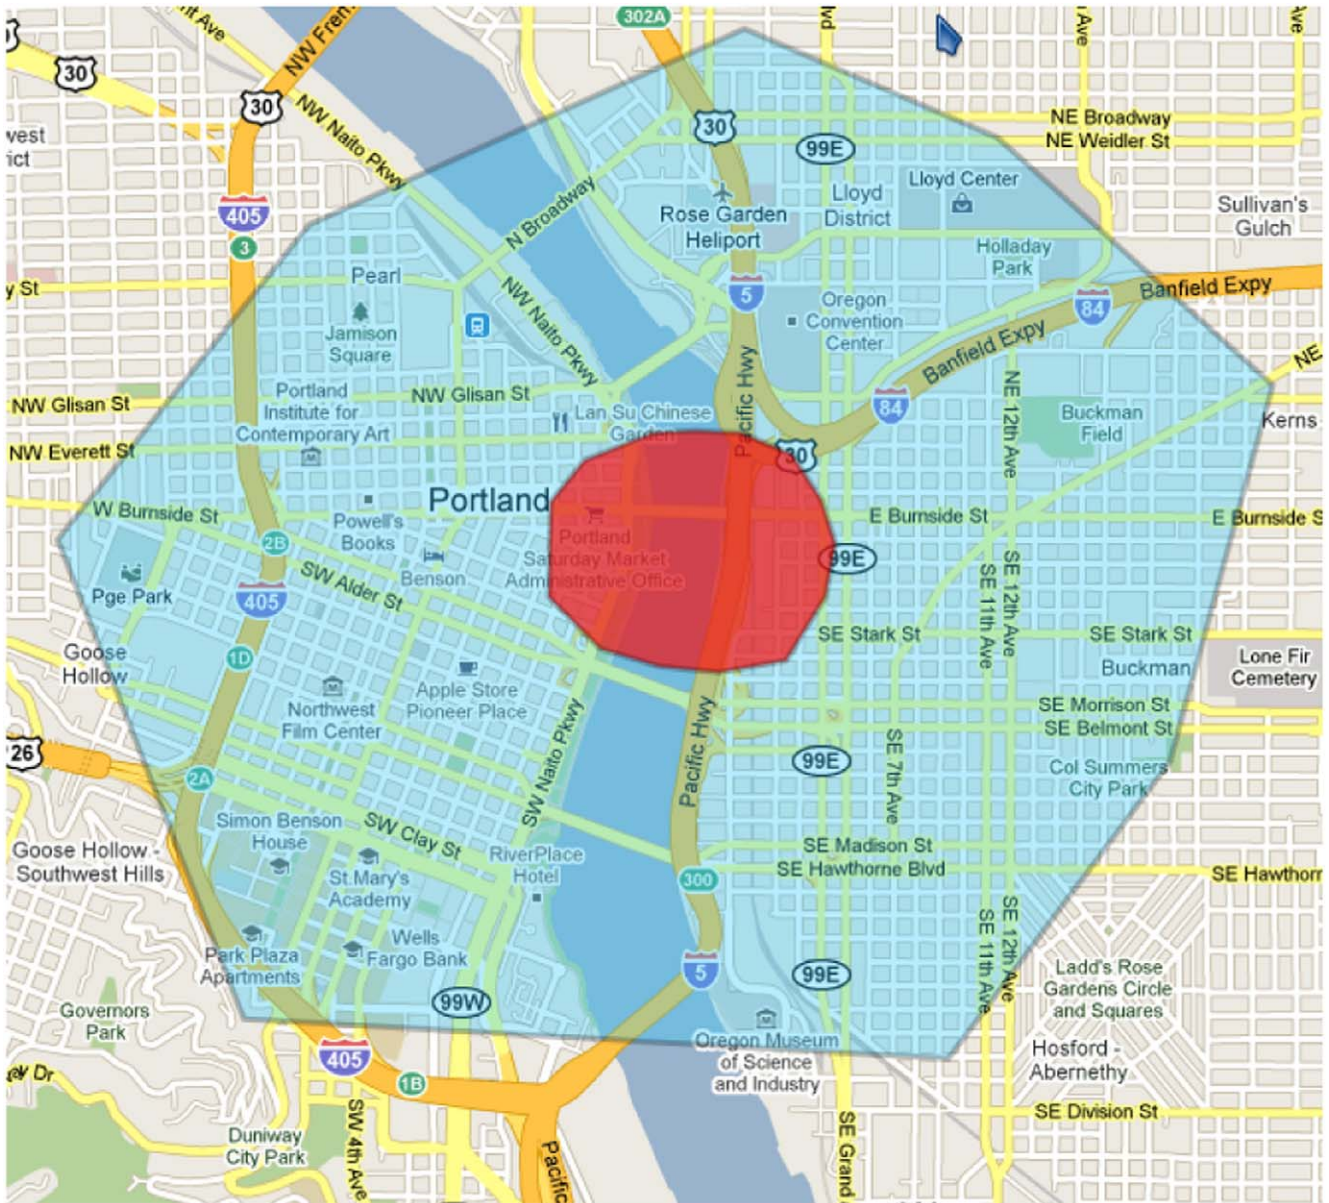 302A
NW Naito Pkwy
30
30
30
99E
NE Broadway
NE Weidler St
405
3
N Broadway
Rose Garden
Heliport
Lloyd
District
Lloyd Center
Sullivan's
Gulch
Holladay
Park
Pearl
Jamison
Square
NW Naito Pkwy
5
Oregon
Convention
Center
84
Banfield Expy
Banfield Expy
NW Glisan St
Portland
Institute for
Contemporary Art
NW Glisan St
Lan Su Chinese
Garden
Pacific Hwy
84
NE 12th Ave
Buckman
Field
NE
Kerns
NW Everett St
30
W Burnside St
Portland
Powell's
Books
Benson
Portland
Saturday Market
Administrative Office
E Burnside St
E Burnside S
2B
99E
Pge Park
405
SW Alder St
SE 11th Ave
SE 12th Ave
SE Stark St
SE Stark St
Goose
Hollow
1D
Buckman
Lone Fir
Cemetery
Apple Store
Pioneer Place
Northwest
Film Center
SW Naito Pkwy
Pacific Hwy
SE Morrison St
SE Belmont St
26
2A
99E
SE 7th Ave
Col Summers
City Park
Simon Benson
House
SW Clay St
Goose Hollow -
Southwest Hills
St.Mary's
Academy
RiverPlace
Hotel
300
SE Madison St
SE Hawthorne Blvd
SE Hawthorn
Park Plaza
Apartments
Wells
Fargo Bank
5
99E
SE 11th Ave
SE 12th Ave
Ladd's Rose
Gardens Circle
and Squares
99W
Governors
Park
Oregon Museum
of Science
and Industry
Hosford -
Abernethy
405
1B
SE Division St
Duniway
City Park
SW 4th Ave
Pacific
SE Grand